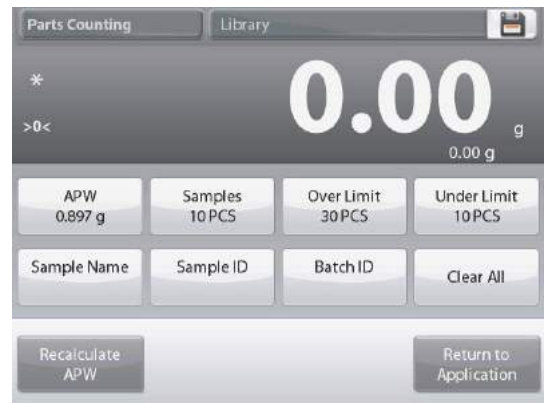 Parts Counting
Library
*
0.00 g
>0<
0.00 g
APW
0.897 g
Samples
10 PCS
Over Limit
30 PCS
Under Limit
10 PCS
Sample Name
Sample ID
Batch ID
Clear All
Recalculate
APW
Return to
Application